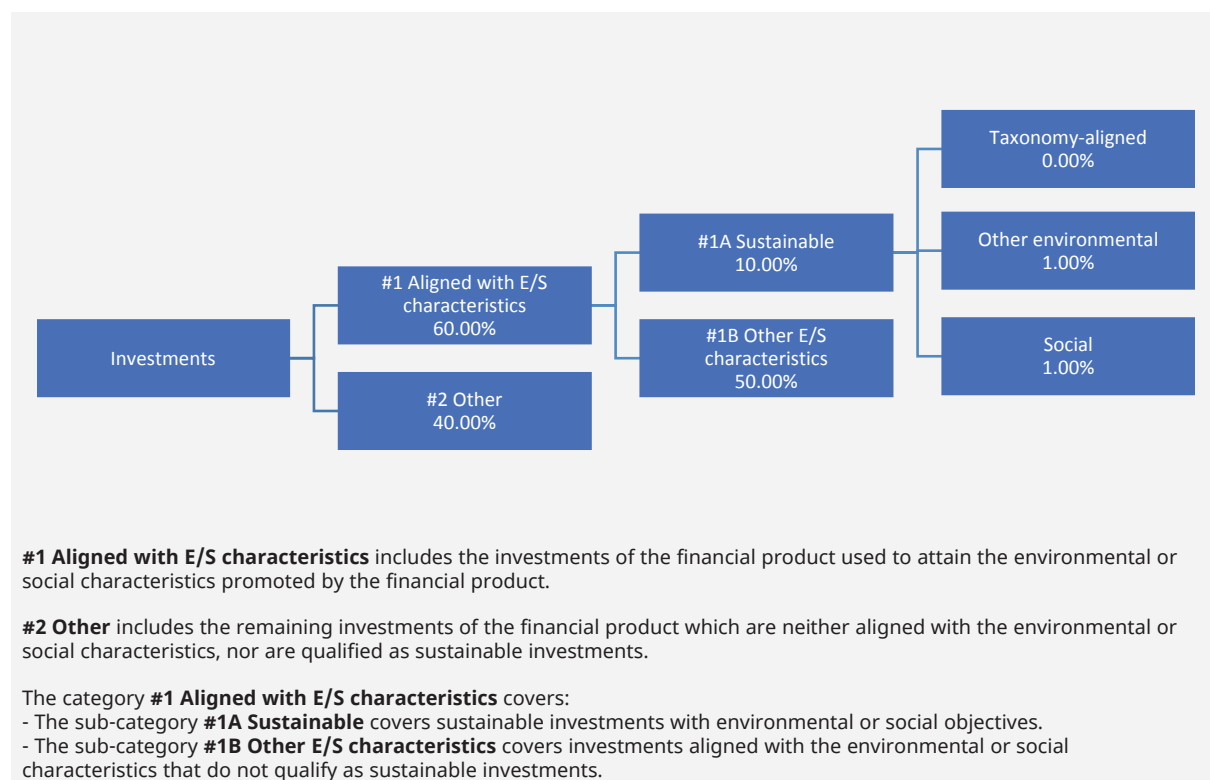 Investments
#1 Aligned with E/S
characteristics
60.00%
#2 Other
40.00%
#1A Sustainable
10.00%
#1B Other E/S
characteristics
50.00%
Taxonomy-aligned
0.00%
Other environmental
1.00%
Social
1.00%
#1 Aligned with E/S characteristics includes the investments of the financial product used to attain the environmental or
social characteristics promoted by the financial product.
#2 Other includes the remaining investments of the financial product which are neither aligned with the environmental or
social characteristics, nor are qualified as sustainable investments.
The category #1 Aligned with E/S characteristics covers:
- The sub-category #1A Sustainable covers sustainable investments with environmental or social objectives.
- The sub-category #1B Other E/S characteristics covers investments aligned with the environmental or social
characteristics that do not qualify as sustainable investments.